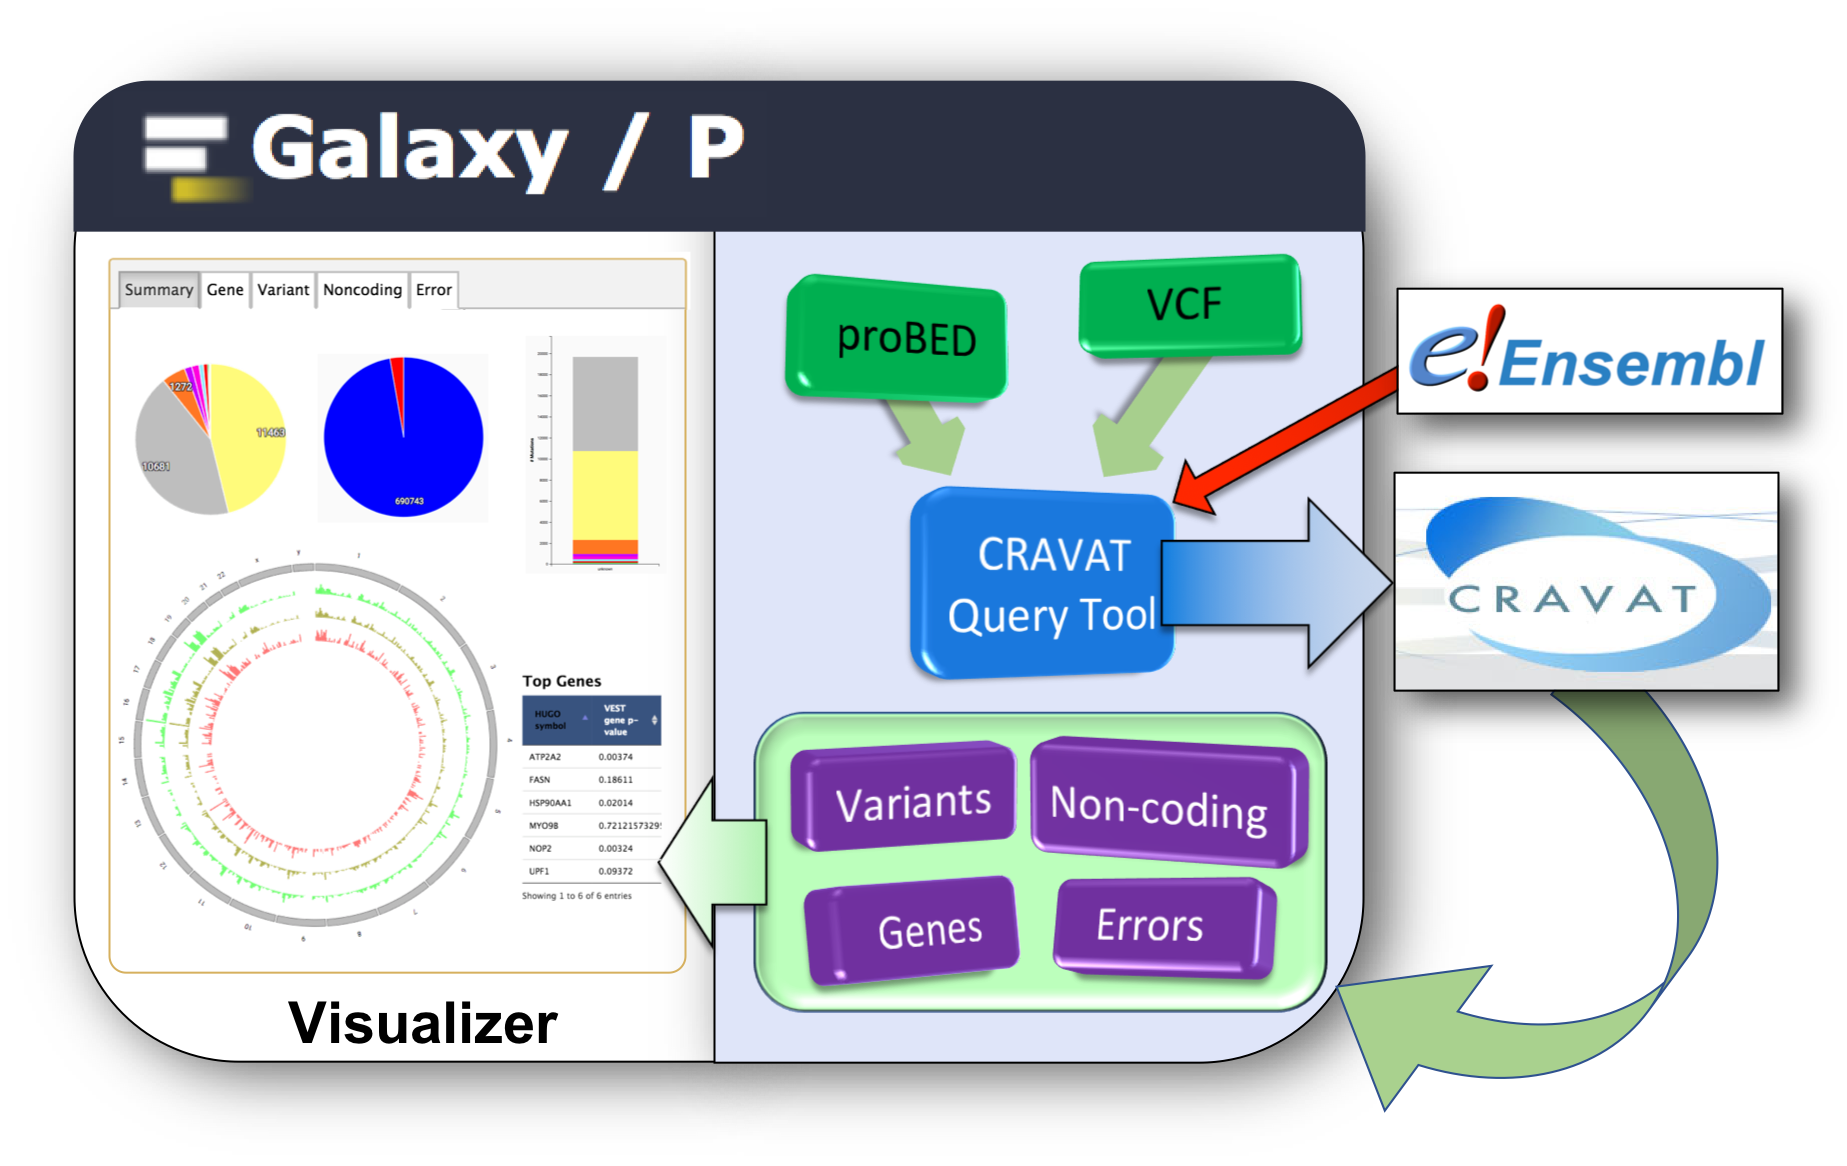 Galaxy / P
Summary Gene Variant Noncoding Error
1272
11463
10681
690743
Top Genes
HUGO symbol
VEST gene p-value
ATP2A2 0.00374
FASN 0.18611
HSP90AA1 0.02014
MYO9B 0.7212157329
NOP2 0.00324
UPF1 0.09372
Showing 1 to 6 of 6 entries
Visualizer
proBED
VCF
CRAVAT
Query Tool
Variants
Non-coding
Genes
Errors
e!Ensembl
CRAVAT